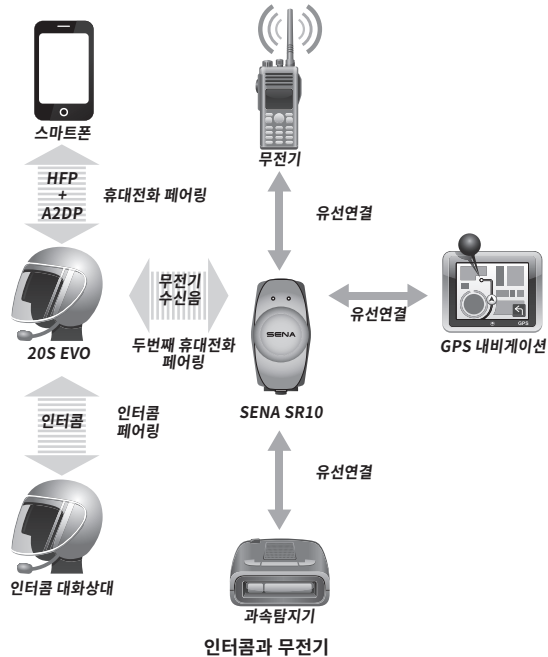 스마트폰
무전기
HFP
+
A2DP
휴대전화 페어링
유선연결
무전기
수신음
두번째 휴대전화
페어링
20S EVO
SENA
SENA SR10
유선연결
GPS
GPS 내비게이션
인터콤
인터콤
페어링
유선연결
인터콤 대화상대
과속탐지기
인터콤과 무전기